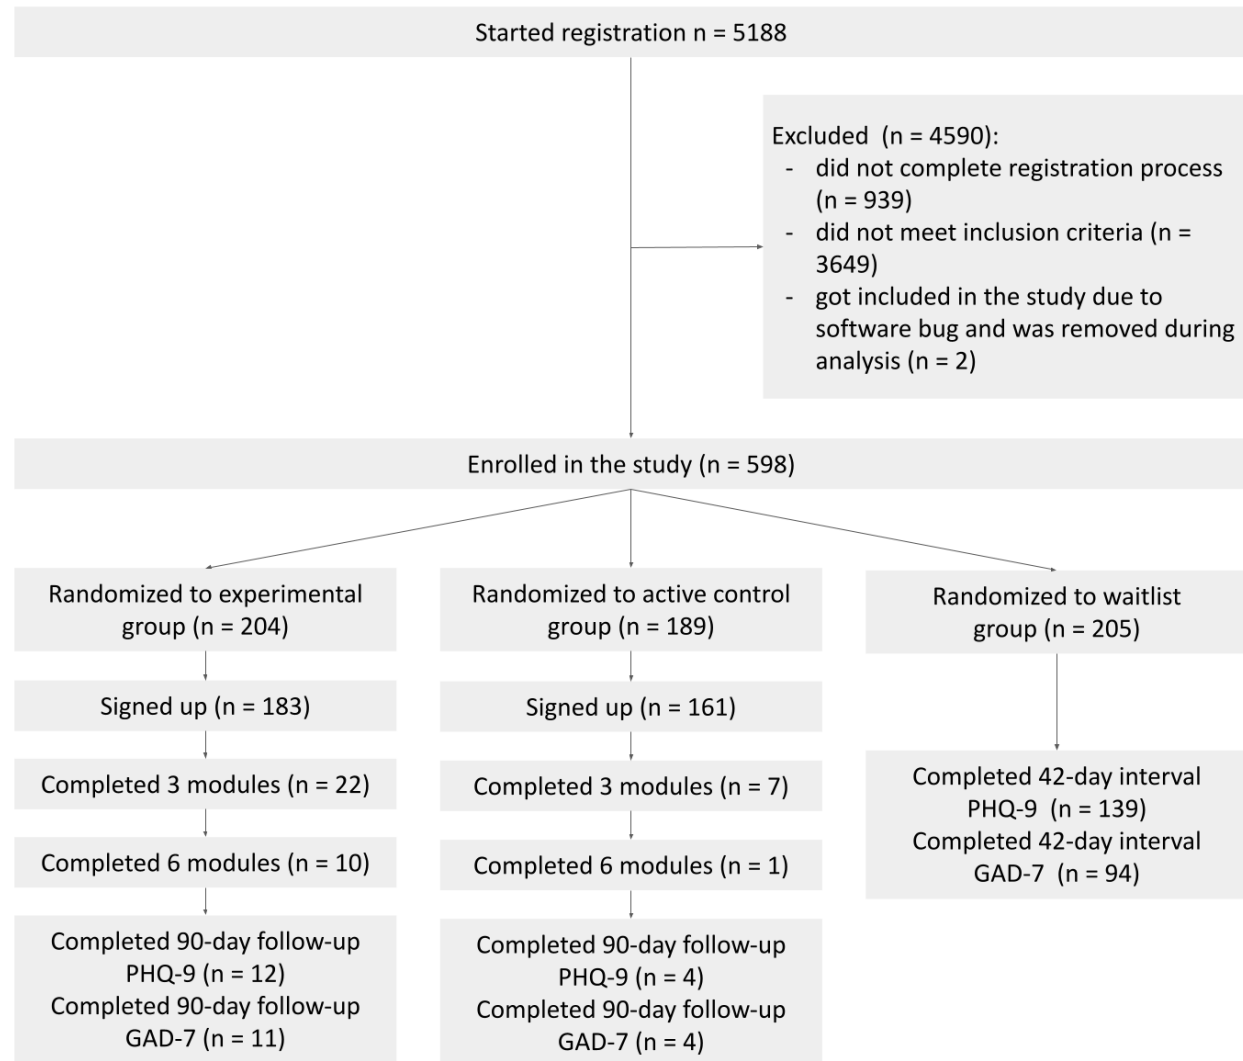 Started registration n = 5188
Excluded  (n = 4590):
- did not complete registration process
(n = 939)
- did not meet inclusion criteria (n =
3649)
- got included in the study due to
software bug and was removed during
analysis (n = 2)
Enrolled in the study (n = 598)
Randomized to experimental
group (n = 204)
Signed up (n = 183)
Completed 3 modules (n = 22)
Completed 6 modules (n = 10)
Completed 90-day follow-up
PHQ-9 (n = 12)
Completed 90-day follow-up
GAD-7 (n = 11)
Randomized to active control
group (n = 189)
Signed up (n = 161)
Completed 3 modules (n = 7)
Completed 6 modules (n = 1)
Completed 90-day follow-up
PHQ-9 (n = 4)
Completed 90-day follow-up
GAD-7 (n = 4)
Randomized to waitlist
group (n = 205)
Completed 42-day interval
PHQ-9  (n = 139)
Completed 42-day interval
GAD-7  (n = 94)